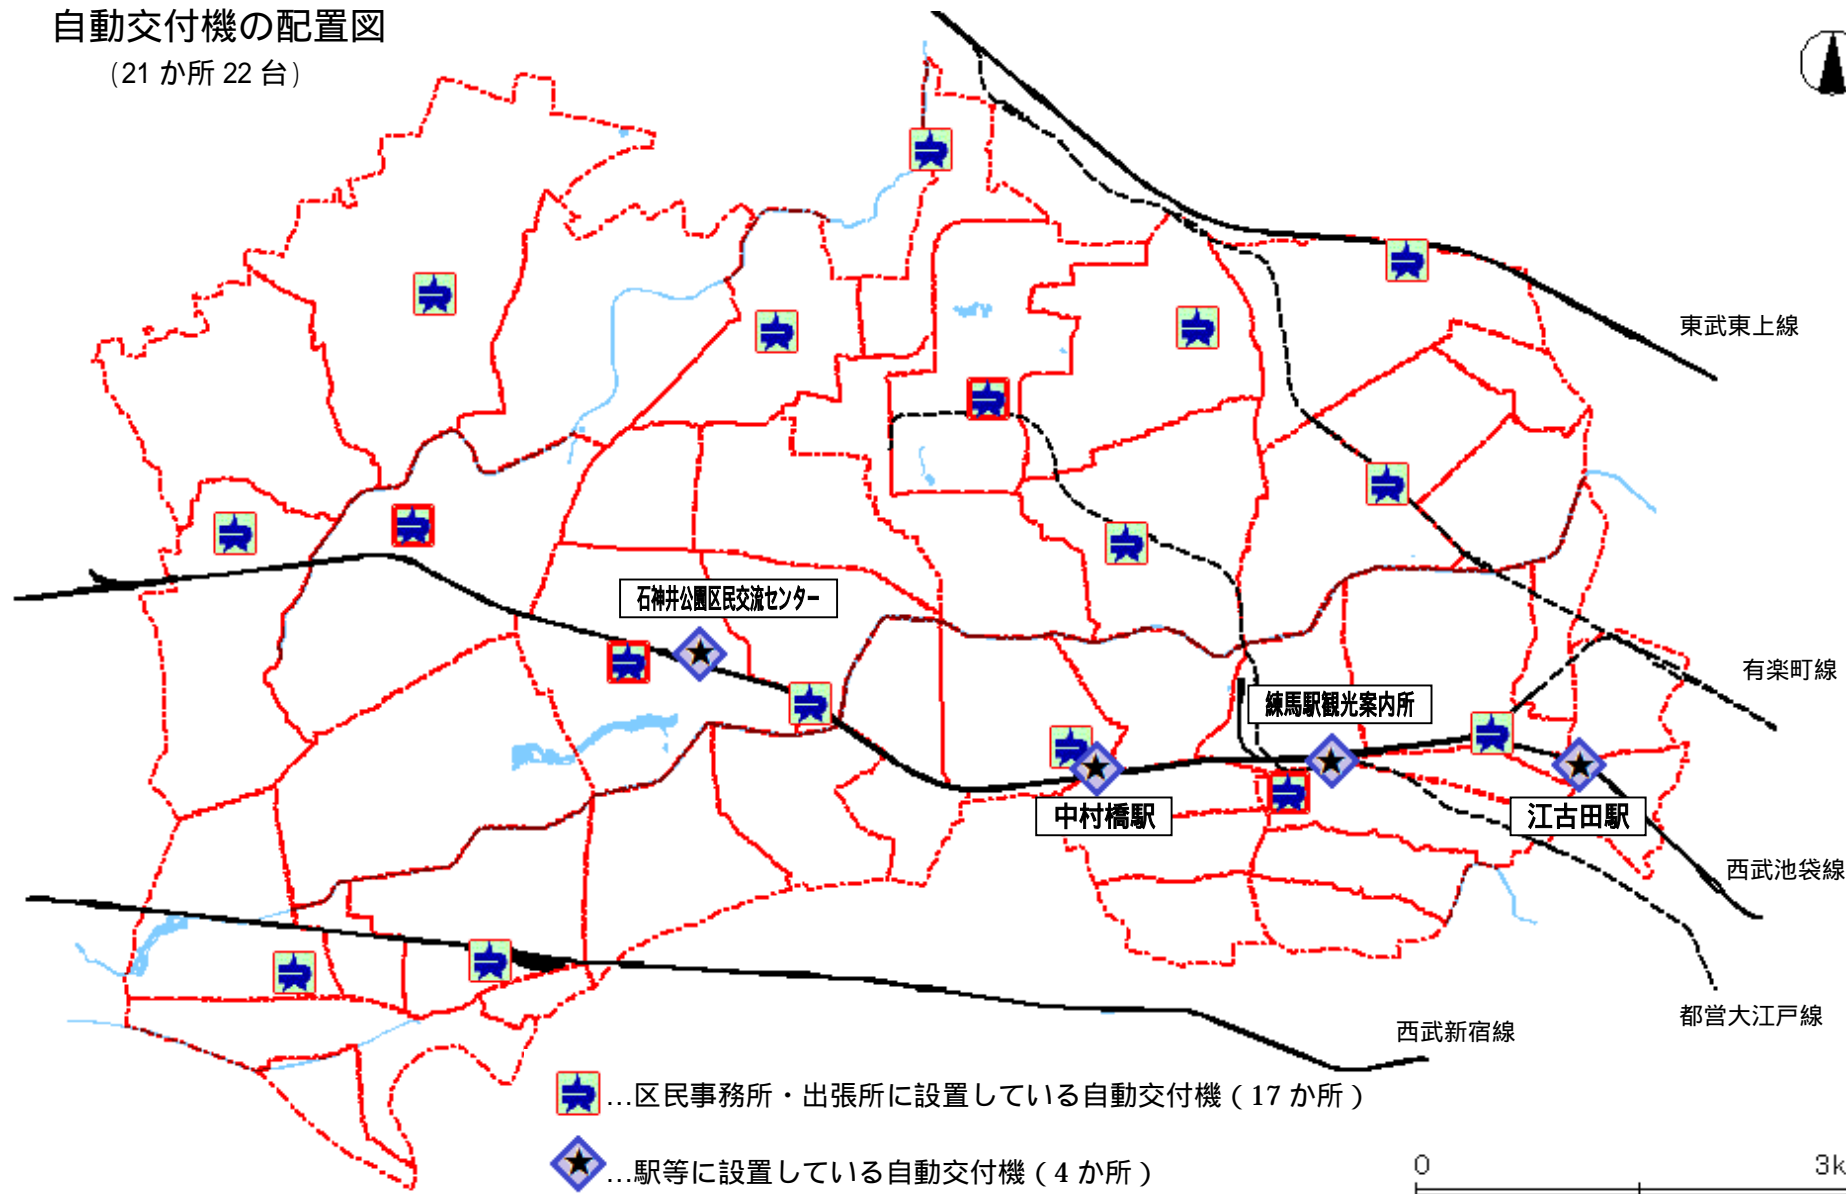 自動交付機の配置図
(21 か所 22 台)
東武東上線
石神井公園区民交流センター
有楽町線
練馬駅観光案内所
中村橋駅
江古田駅
西武池袋線
都営大江戸線
西武新宿線
…区民事務所・出張所に設置している自動交付機(17 か所)
…駅等に設置している自動交付機(4 か所)
0 3k